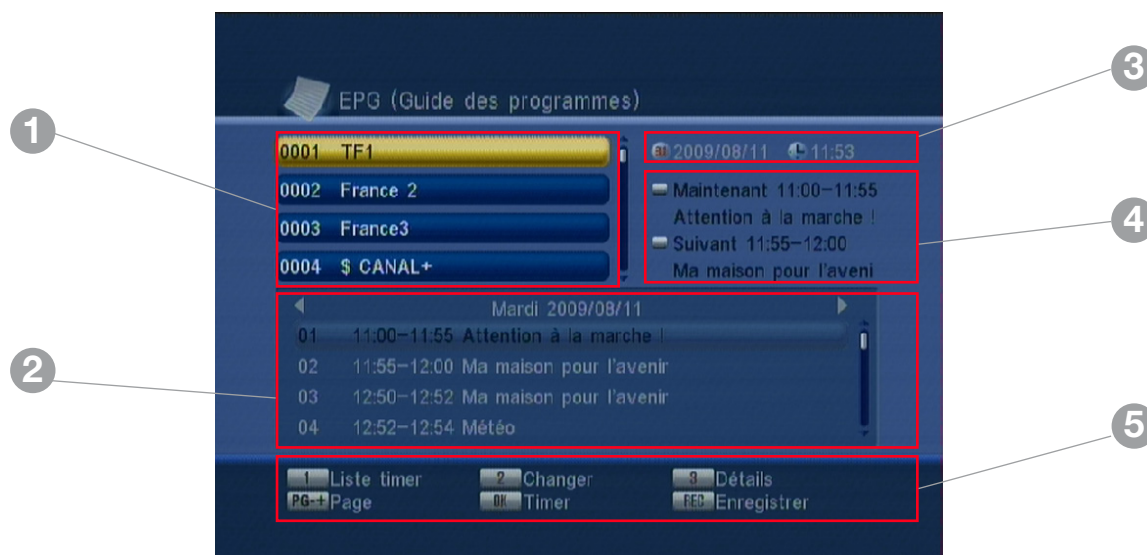 EPG (Guide des programmes)
1
0001 TF1
0002 France 2
0003 France3
0004 $ CANAL+
3
31 2009/08/11 11:53
4
Maintenant 11:00-11:55
Attention à la marche !
Suivant 11:55-12:00
Ma maison pour l'aveni
2
Mardi 2009/08/11
01 11:00-11:55 Attention à la marche !
02 11:55-12:00 Ma maison pour l'avenir
03 12:50-12:52 Ma maison pour l'avenir
04 12:52-12:54 Météo
5
1 Liste timer 2 Changer 3 Détails
PG-+ Page OK Timer REC Enregistrer